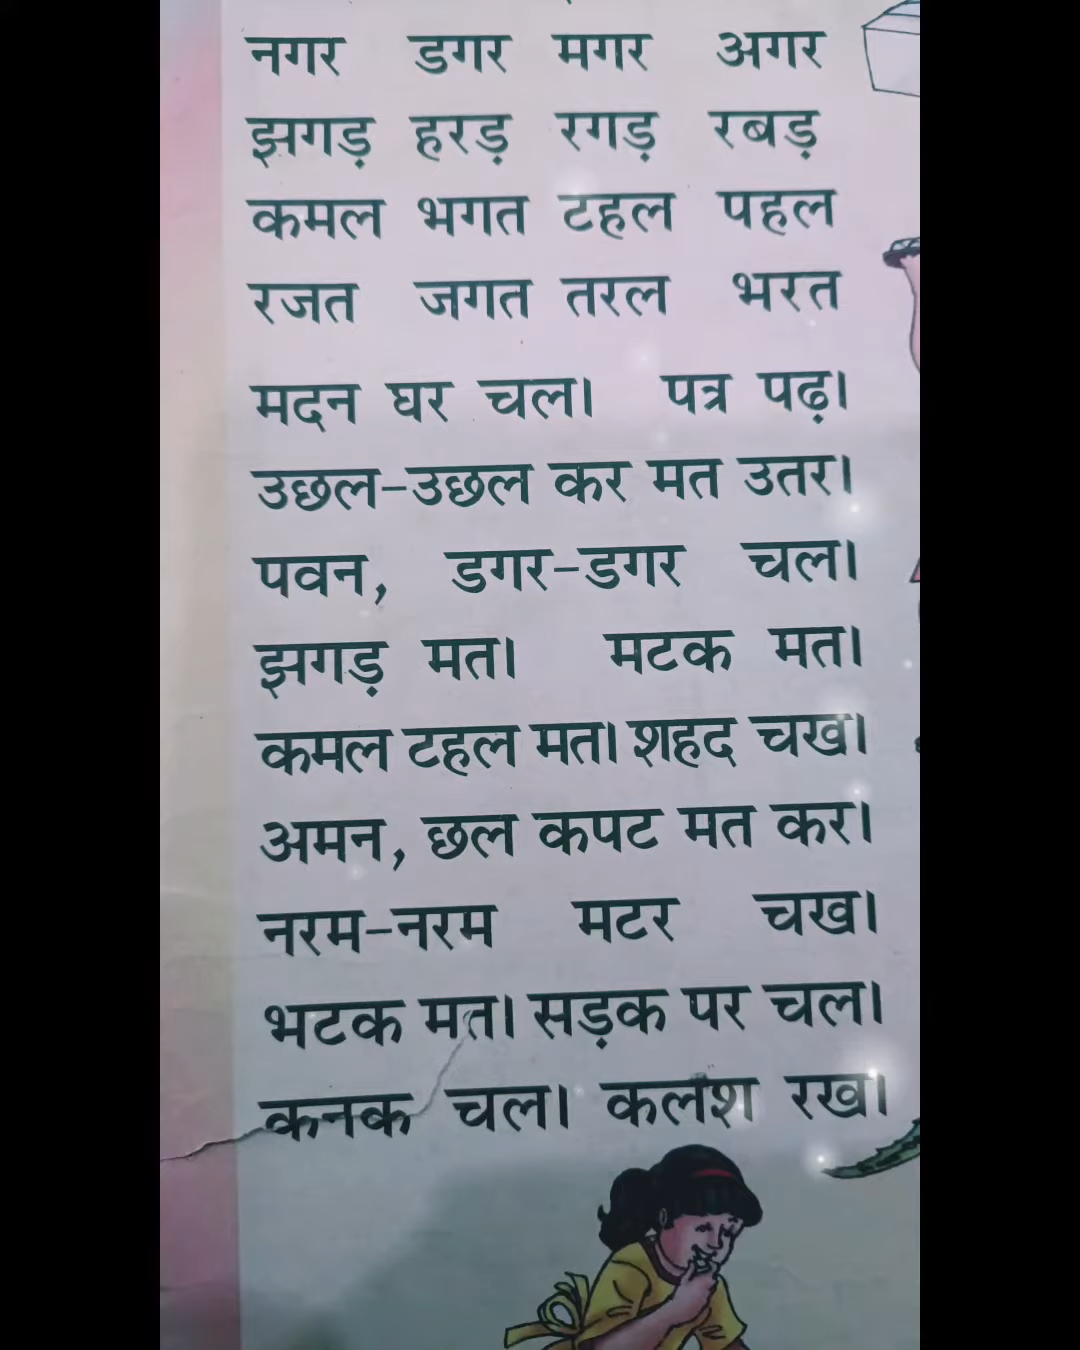 नगर डगर मगर अगर
झगड़ हरड़ रगड़ रबड़
कमल भगत टहल पहल
रजत जगत तरल भरत
मदन घर चल। पत्र पढ़।
उछल-उछल कर मत उतर।
पवन, डगर-डगर चल।
झगड़ मत। मटक मत।
कमल टहल मत। शहद चख।
अमन, छल कपट मत कर।
नरम-नरम मटर चख।
भटक मत। सड़क पर चल।
कनक चल। कलश रख।